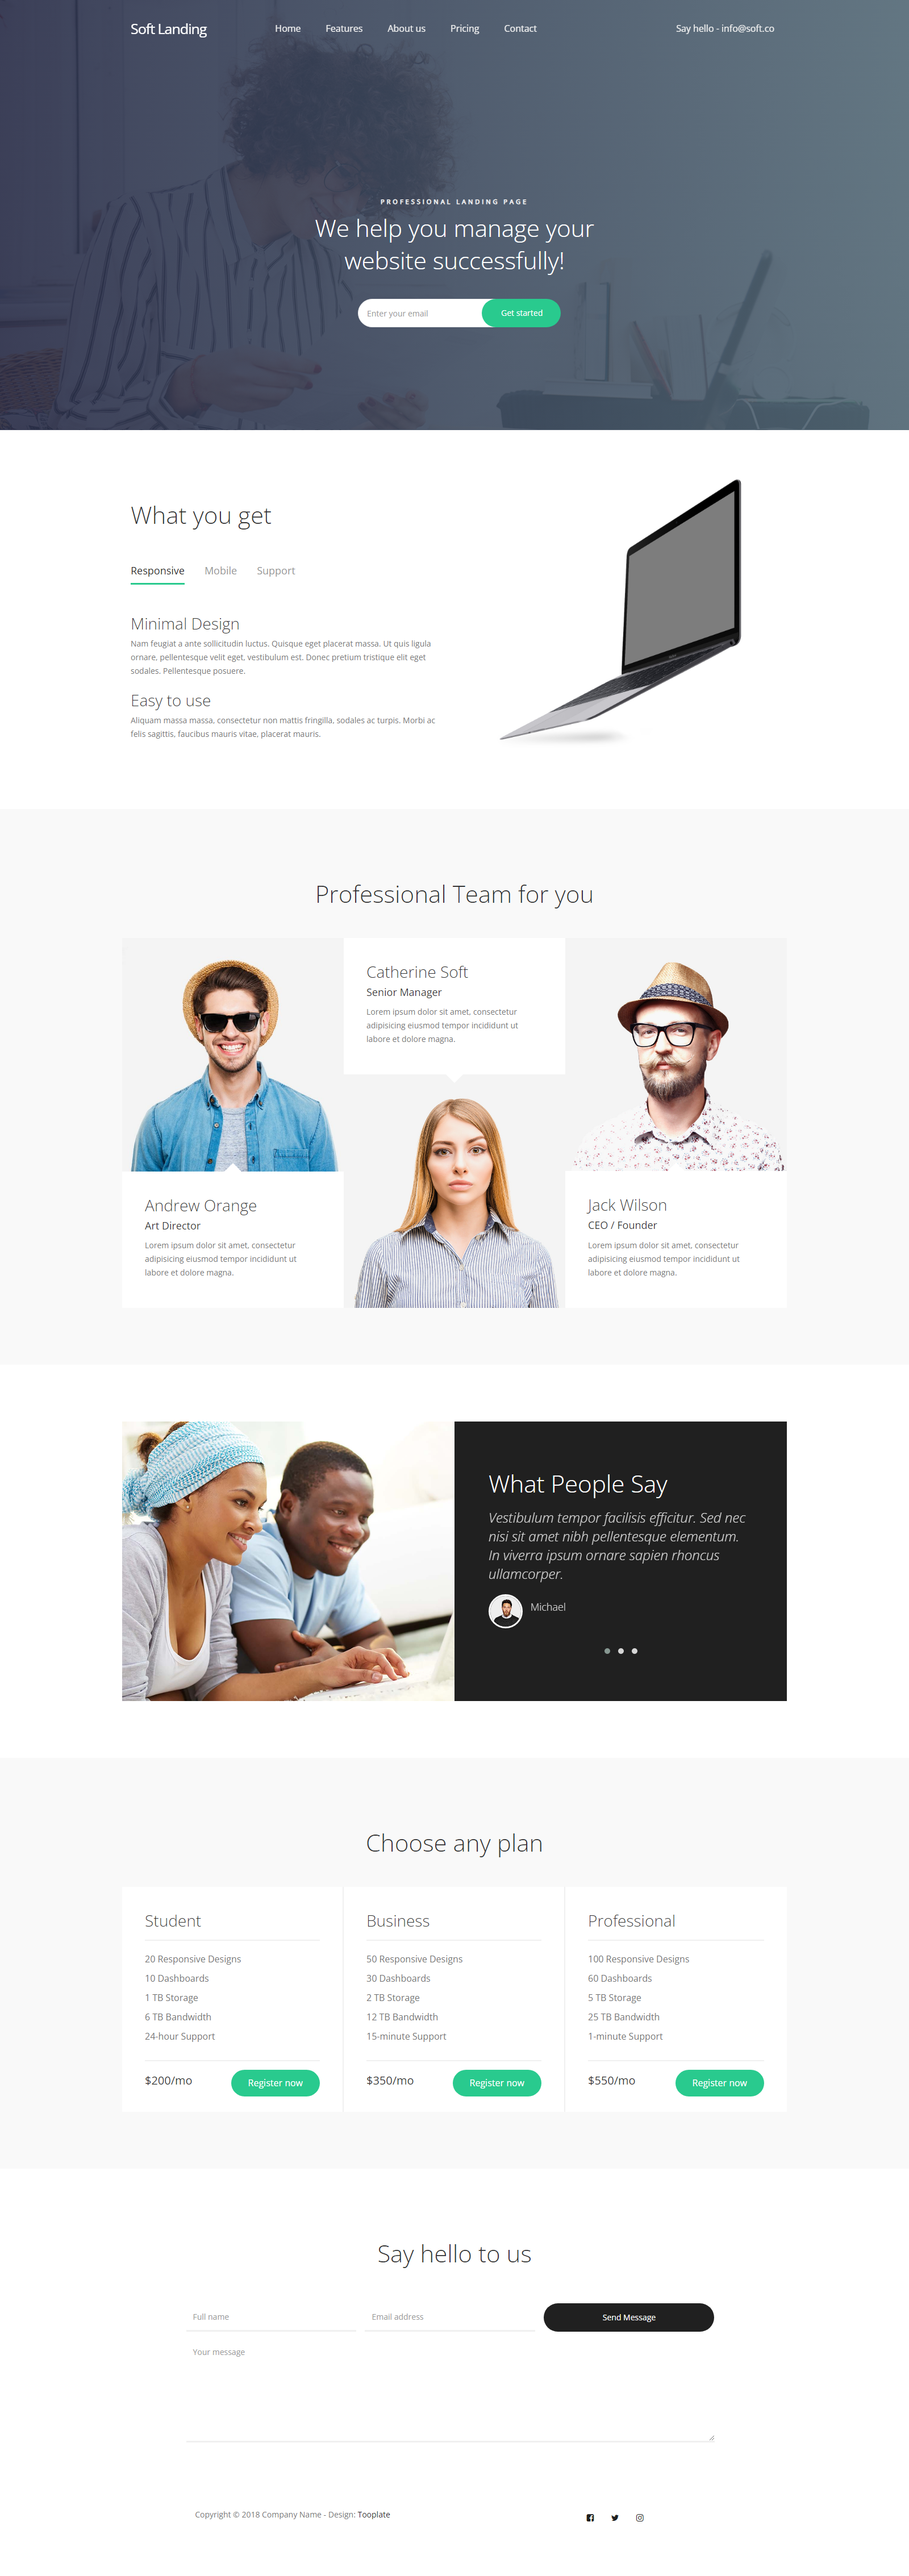 Soft Landing
Home Features About us Pricing Contact
Say hello - info@soft.co
PROFESSIONAL LANDING PAGE
We help you manage your
website successfully!
Enter your email
Get started
What you get
Responsive Mobile Support
Minimal Design
Nam feugiat a ante sollicitudin luctus. Quisque eget placerat massa. Ut quis ligula
ornare, pellentesque velit eget, vestibulum est. Donec pretium tristique elit eget
sodales. Pellentesque posuere.
Easy to use
Aliquam massa massa, consectetur non mattis fringilla, sodales ac turpis. Morbi ac
felis sagittis, faucibus mauris vitae, placerat mauris.
Professional Team for you
Andrew Orange
Art Director
Lorem ipsum dolor sit amet, consectetur
adipisicing eiusmod tempor incididunt ut
labore et dolore magna.
Catherine Soft
Senior Manager
Lorem ipsum dolor sit amet, consectetur
adipisicing eiusmod tempor incididunt ut
labore et dolore magna.
Jack Wilson
CEO / Founder
Lorem ipsum dolor sit amet, consectetur
adipisicing eiusmod tempor incididunt ut
labore et dolore magna.
What People Say
Vestibulum tempor facilisis efficitur. Sed nec
nisi sit amet nibh pellentesque elementum.
In viverra ipsum ornare sapien rhoncus
ullamcorper.
Michael
Choose any plan
Student
20 Responsive Designs
10 Dashboards
1 TB Storage
6 TB Bandwidth
24-hour Support
$200/mo
Register now
Business
50 Responsive Designs
30 Dashboards
2 TB Storage
12 TB Bandwidth
15-minute Support
$350/mo
Register now
Professional
100 Responsive Designs
60 Dashboards
5 TB Storage
25 TB Bandwidth
1-minute Support
$550/mo
Register now
Say hello to us
Full name
Email address
Send Message
Your message
Copyright © 2018 Company Name - Design: Tooplate